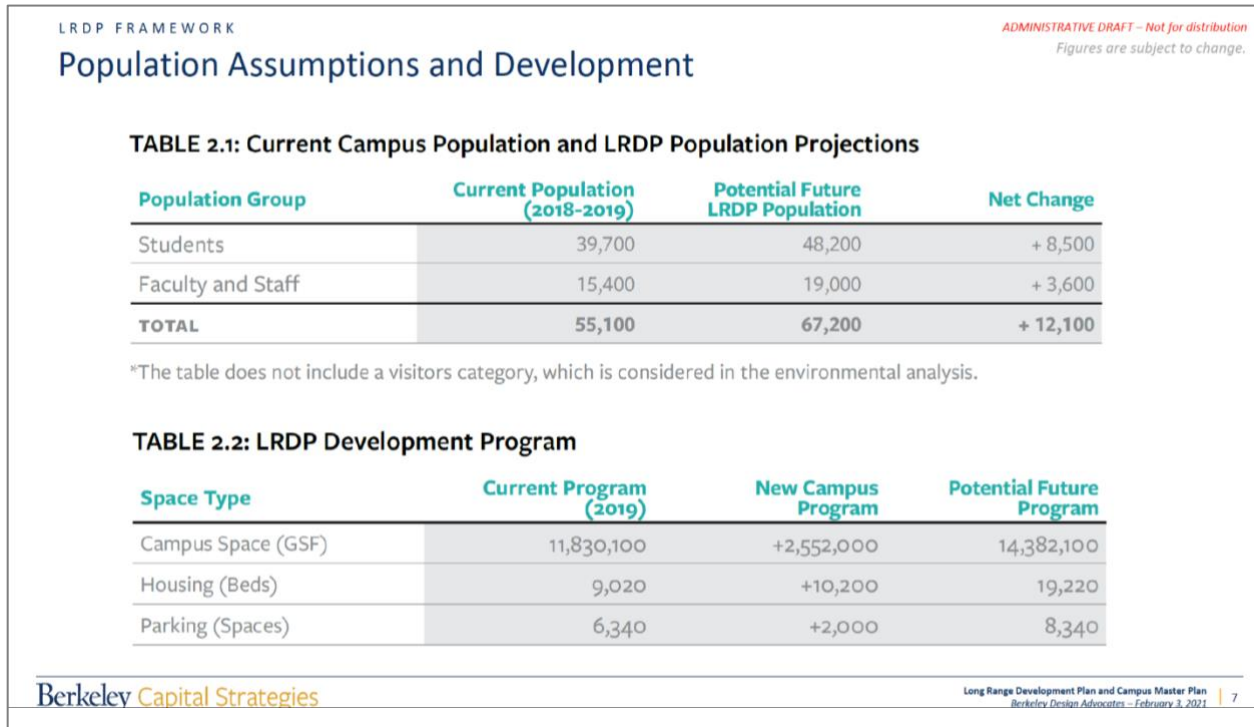 LRDP FRAMEWORK
ADMINISTRATIVE DRAFT – Not for distribution
Figures are subject to change.
Population Assumptions and Development
TABLE 2.1: Current Campus Population and LRDP Population Projections
Population Group Current Population (2018-2019) Potential Future LRDP Population Net Change
Students 39,700 48,200 + 8,500
Faculty and Staff 15,400 19,000 + 3,600
TOTAL 55,100 67,200 + 12,100
*The table does not include a visitors category, which is considered in the environmental analysis.
TABLE 2.2: LRDP Development Program
Space Type Current Program (2019) New Campus Program Potential Future Program
Campus Space (GSF) 11,830,100 +2,552,000 14,382,100
Housing (Beds) 9,020 +10,200 19,220
Parking (Spaces) 6,340 +2,000 8,340
Berkeley Capital Strategies
Long Range Development Plan and Campus Master Plan
Berkeley Design Advocates – February 3, 2021
7